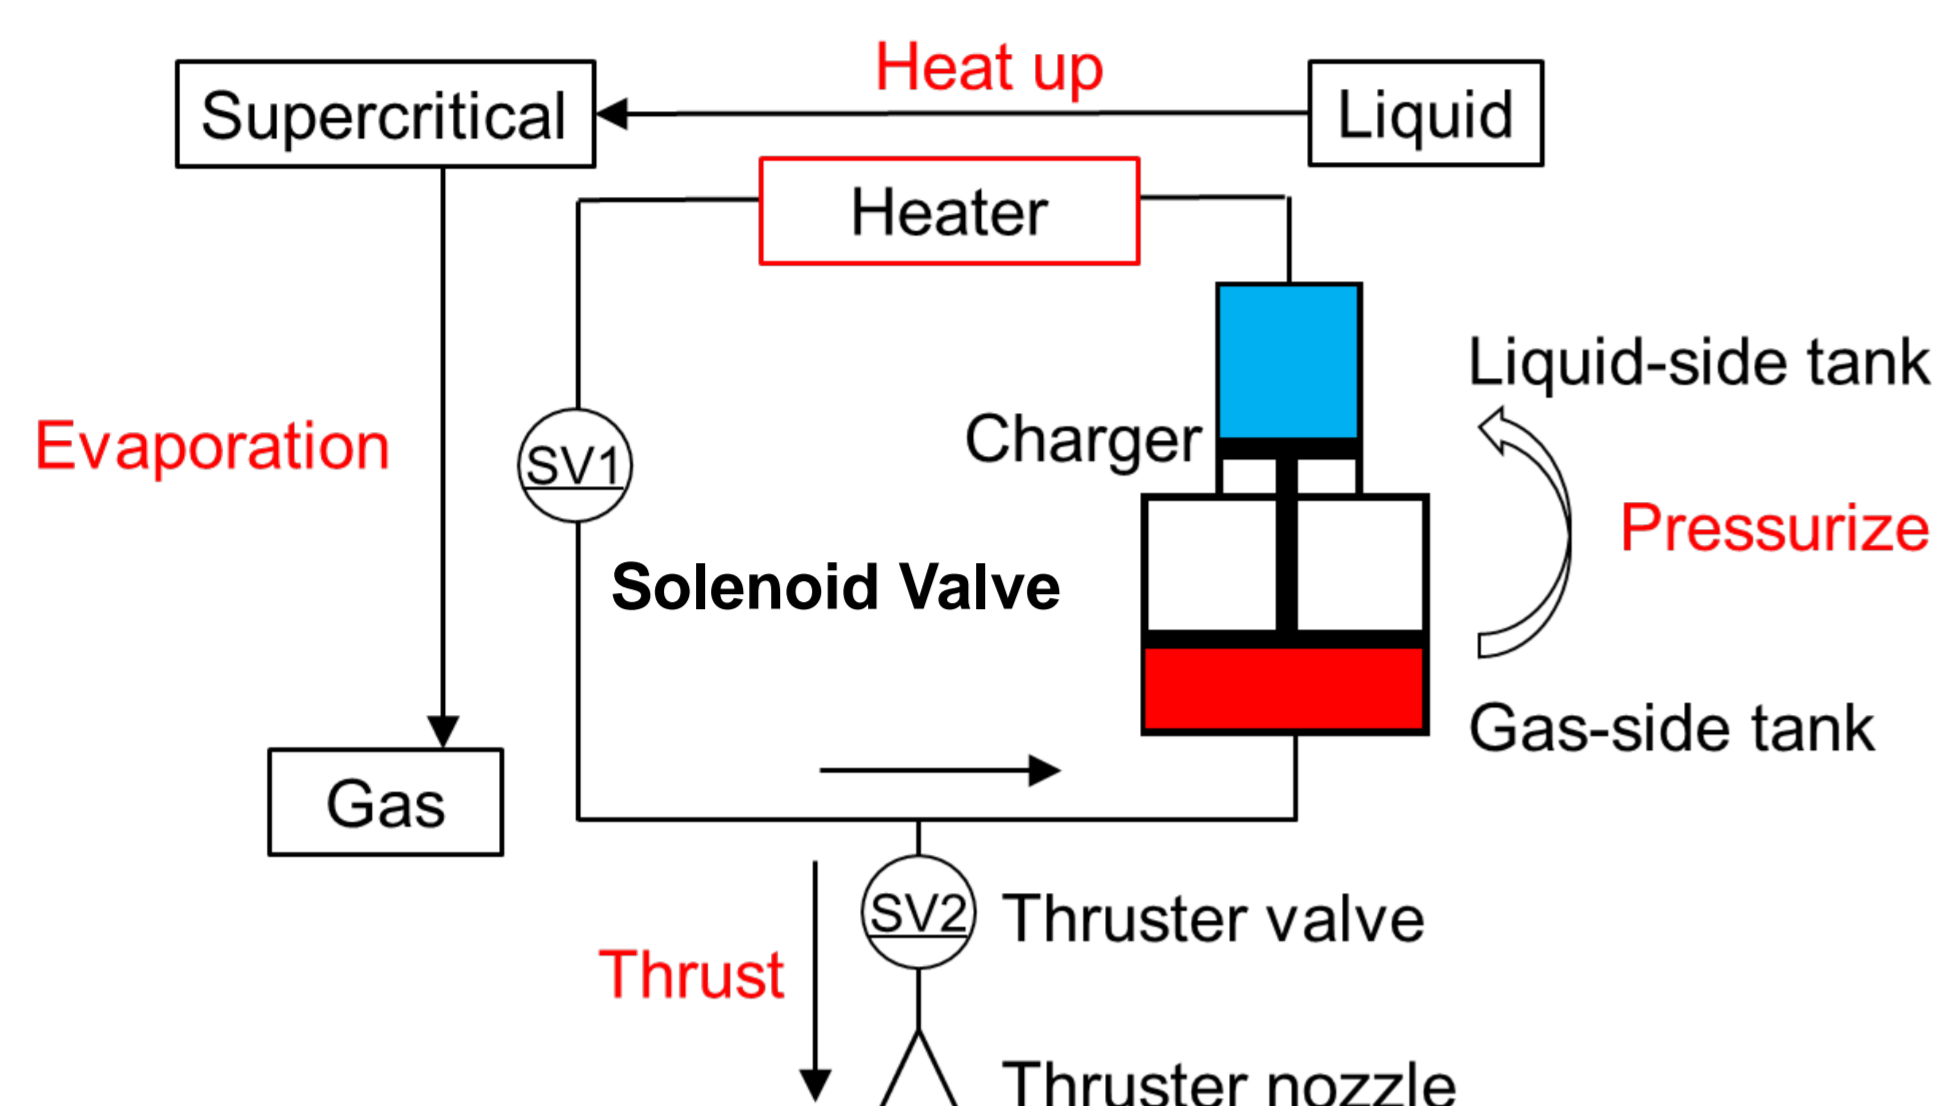 Heat up
Supercritical
Liquid
Heater
Liquid-side tank
Charger
Evaporation
SV1
Pressurize
Solenoid Valve
Gas-side tank
Gas
SV2
Thruster valve
Thrust
Thruster nozzle